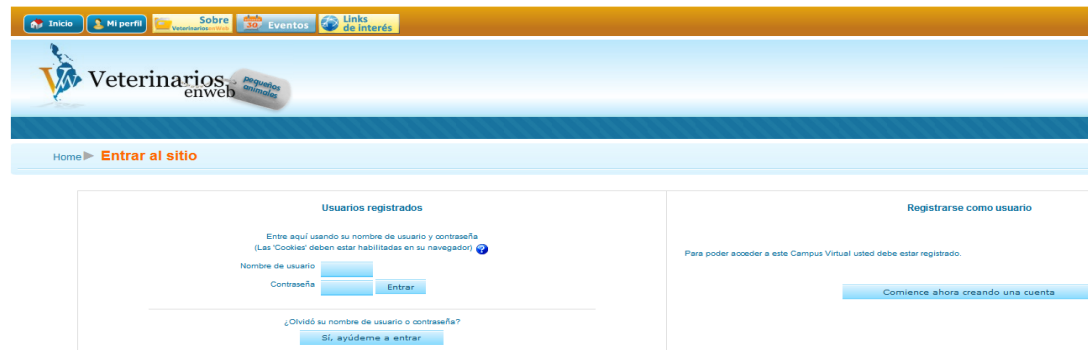 Inicio
Mi perfil
Sobre
VeterinariosenWeb
30
Eventos
Links
de interés
Veterinarios
enweb
pequeños
animales
Home Entrar al sitio
Usuarios registrados
Entre aquí usando su nombre de usuario y contraseña
(Las 'Cookies' deben estar habilitadas en su navegador) ?
Nombre de usuario
Contraseña
Entrar
¿Olvidó su nombre de usuario o contraseña?
Sí, ayúdeme a entrar
Registrarse como usuario
Para poder acceder a este Campus Virtual usted debe estar registrado.
Comience ahora creando una cuenta